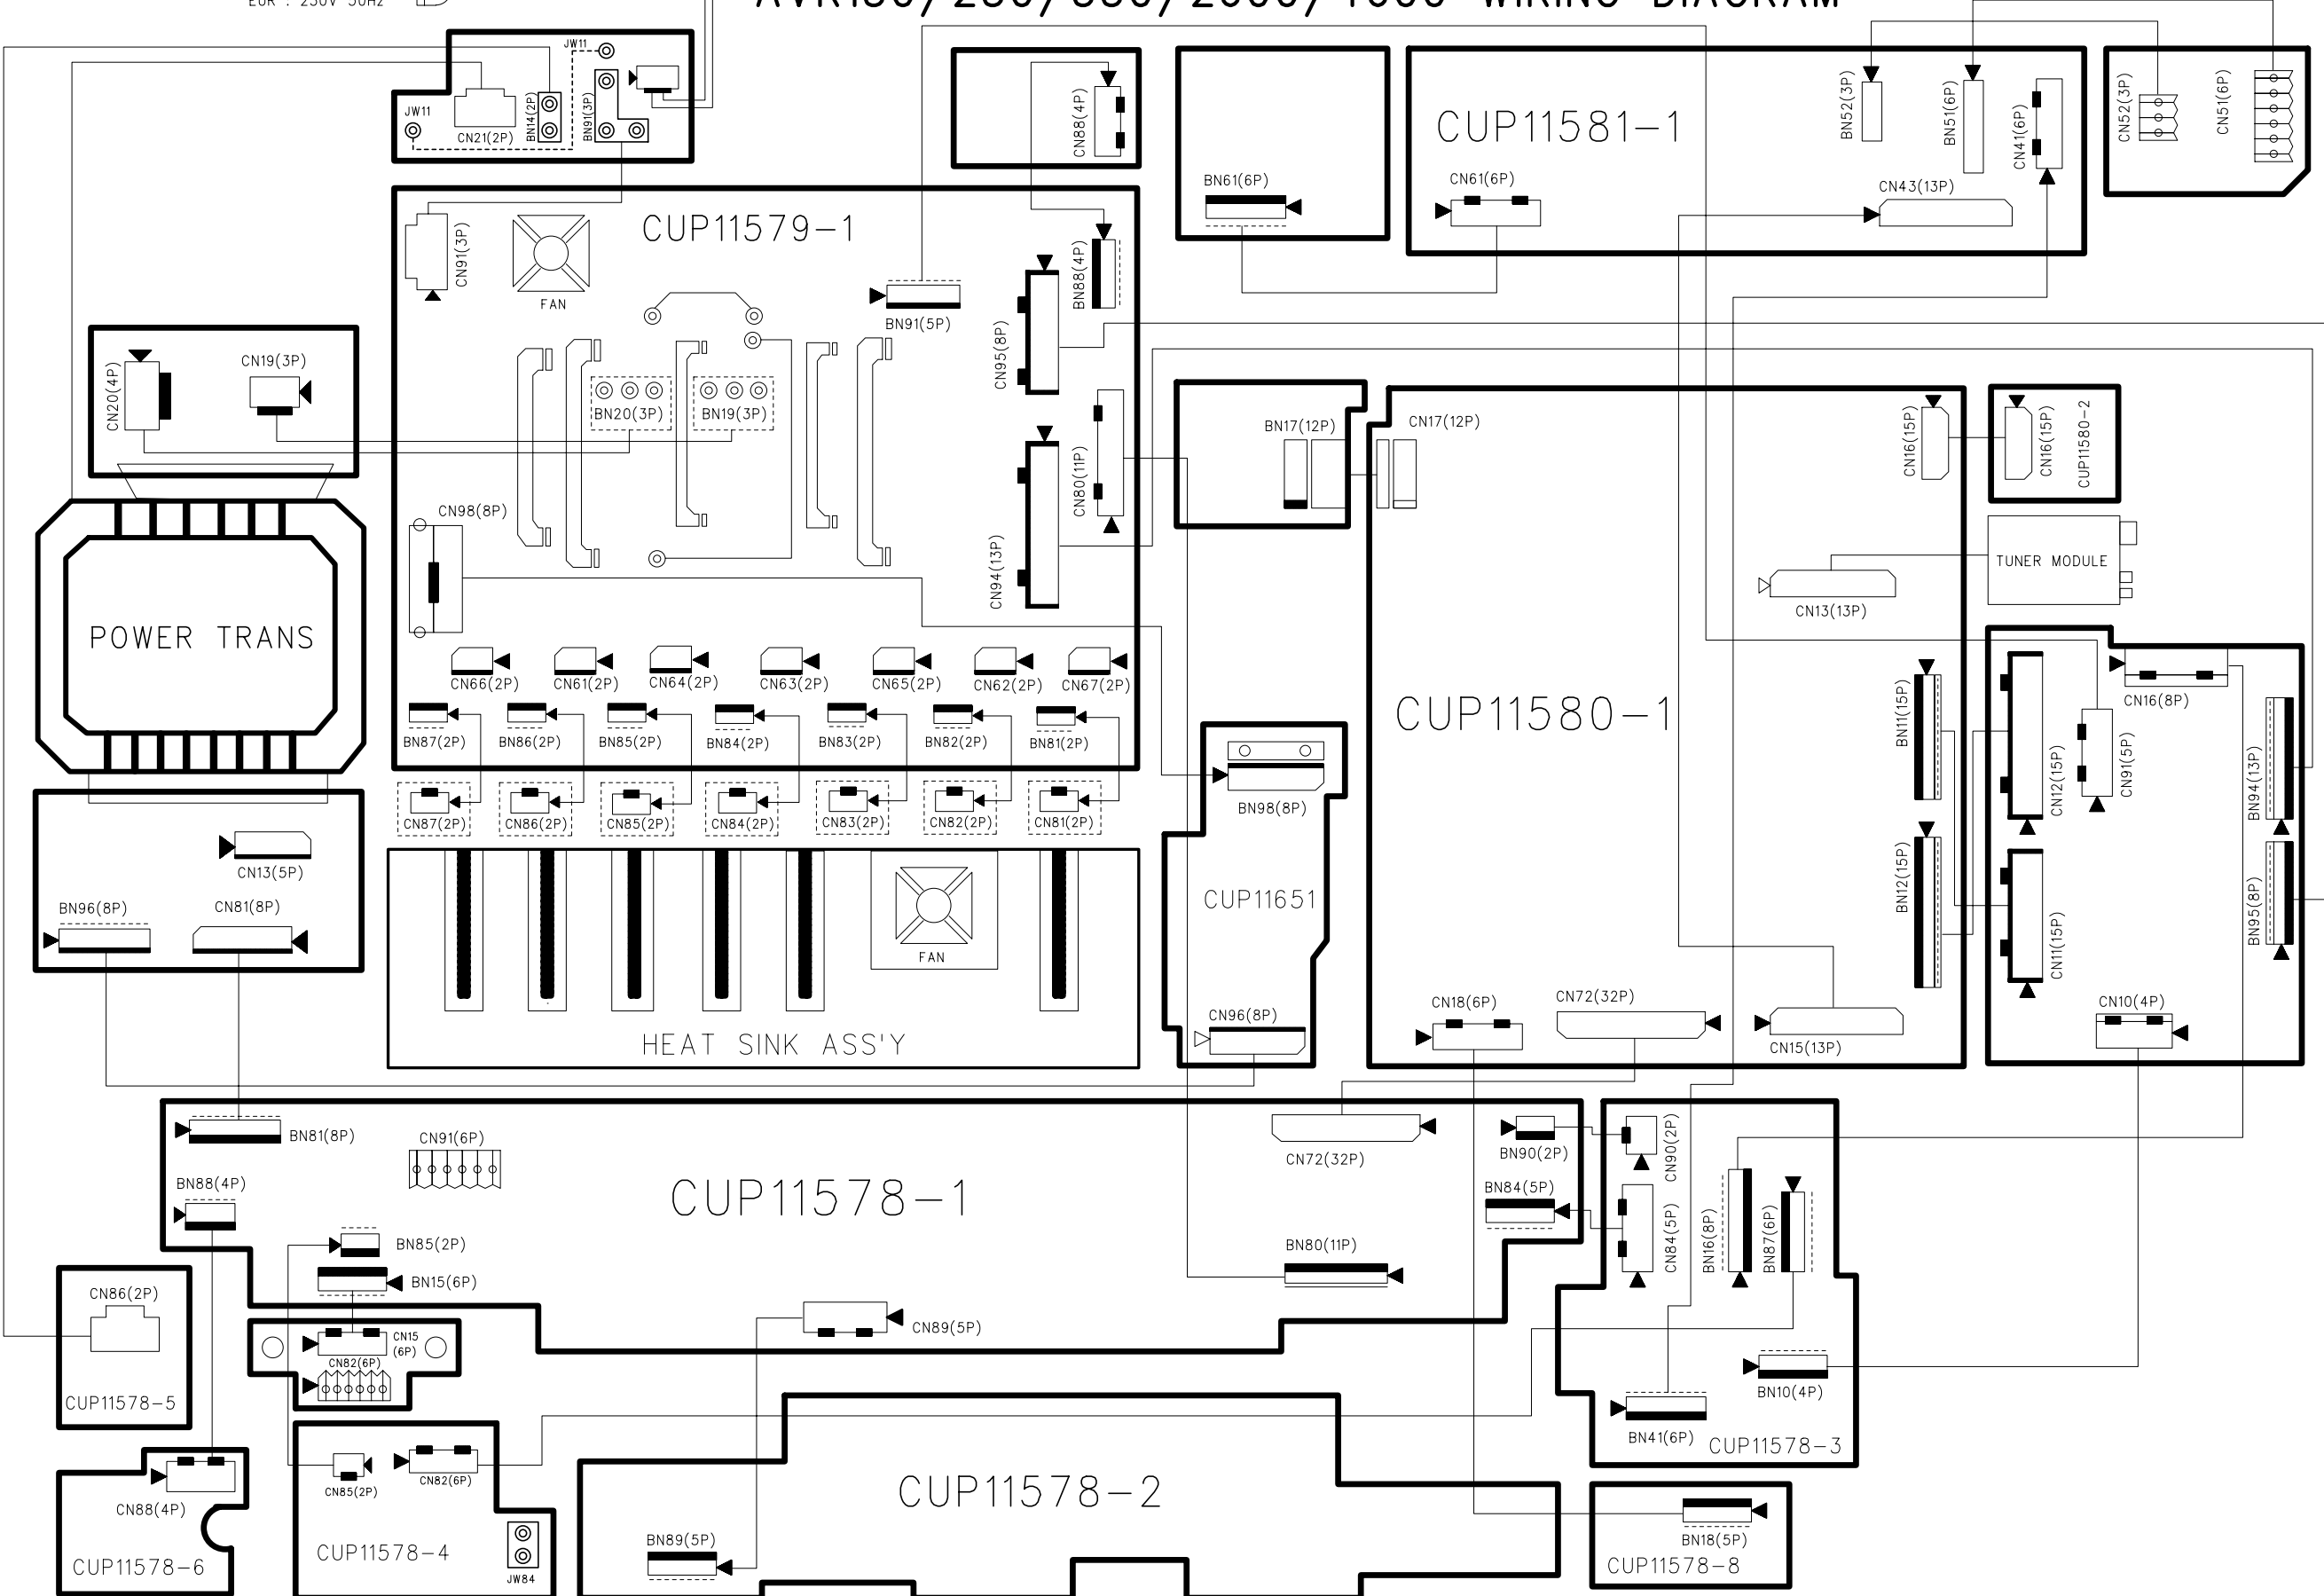 JW11
JW11
CN21(2P)
BN14(2P)
BN91(3P)
CN88(4P)
BN61(6P)
CUP11581-1
CN61(6P)
BN52(3P)
BN51(6P)
CN41(6P)
CN43(13P)
CN52(3P)
CN51(6P)
CUP11579-1
CN91(3P)
FAN
BN91(5P)
CN95(8P)
BN88(4P)
CN20(4P)
CN19(3P)
BN20(3P)
BN19(3P)
CN80(11P)
CN94(13P)
CN98(8P)
BN17(12P)
CN17(12P)
CN16(15P)
CN16(15P)
CUP11580-2
TUNER MODULE
CN13(13P)
POWER TRANS
CN66(2P)
CN61(2P)
CN64(2P)
CN63(2P)
CN65(2P)
CN62(2P)
CN67(2P)
BN87(2P)
BN86(2P)
BN85(2P)
BN84(2P)
BN83(2P)
BN82(2P)
BN81(2P)
CN87(2P)
CN86(2P)
CN85(2P)
CN84(2P)
CN83(2P)
CN82(2P)
CN81(2P)
CUP11580-1
BN11(15P)
CN12(15P)
CN16(8P)
CN91(5P)
BN94(13P)
BN98(8P)
CUP11651
CN96(8P)
BN12(15P)
CN11(15P)
BN95(8P)
CN10(4P)
CN13(5P)
BN96(8P)
CN81(8P)
FAN
HEAT SINK ASS'Y
CN18(6P)
CN72(32P)
CN15(13P)
BN81(8P)
CN91(6P)
CN72(32P)
BN90(2P)
CN90(2P)
BN88(4P)
CUP11578-1
BN84(5P)
CN84(5P)
BN16(8P)
BN87(6P)
BN85(2P)
BN15(6P)
BN80(11P)
CN86(2P)
CUP11578-5
CN15
(6P)
CN82(6P)
CN89(5P)
BN10(4P)
BN41(6P)
CUP11578-3
CN88(4P)
CUP11578-6
CN85(2P)
CN82(6P)
CUP11578-4
JW84
CUP11578-2
BN89(5P)
BN18(5P)
CUP11578-8